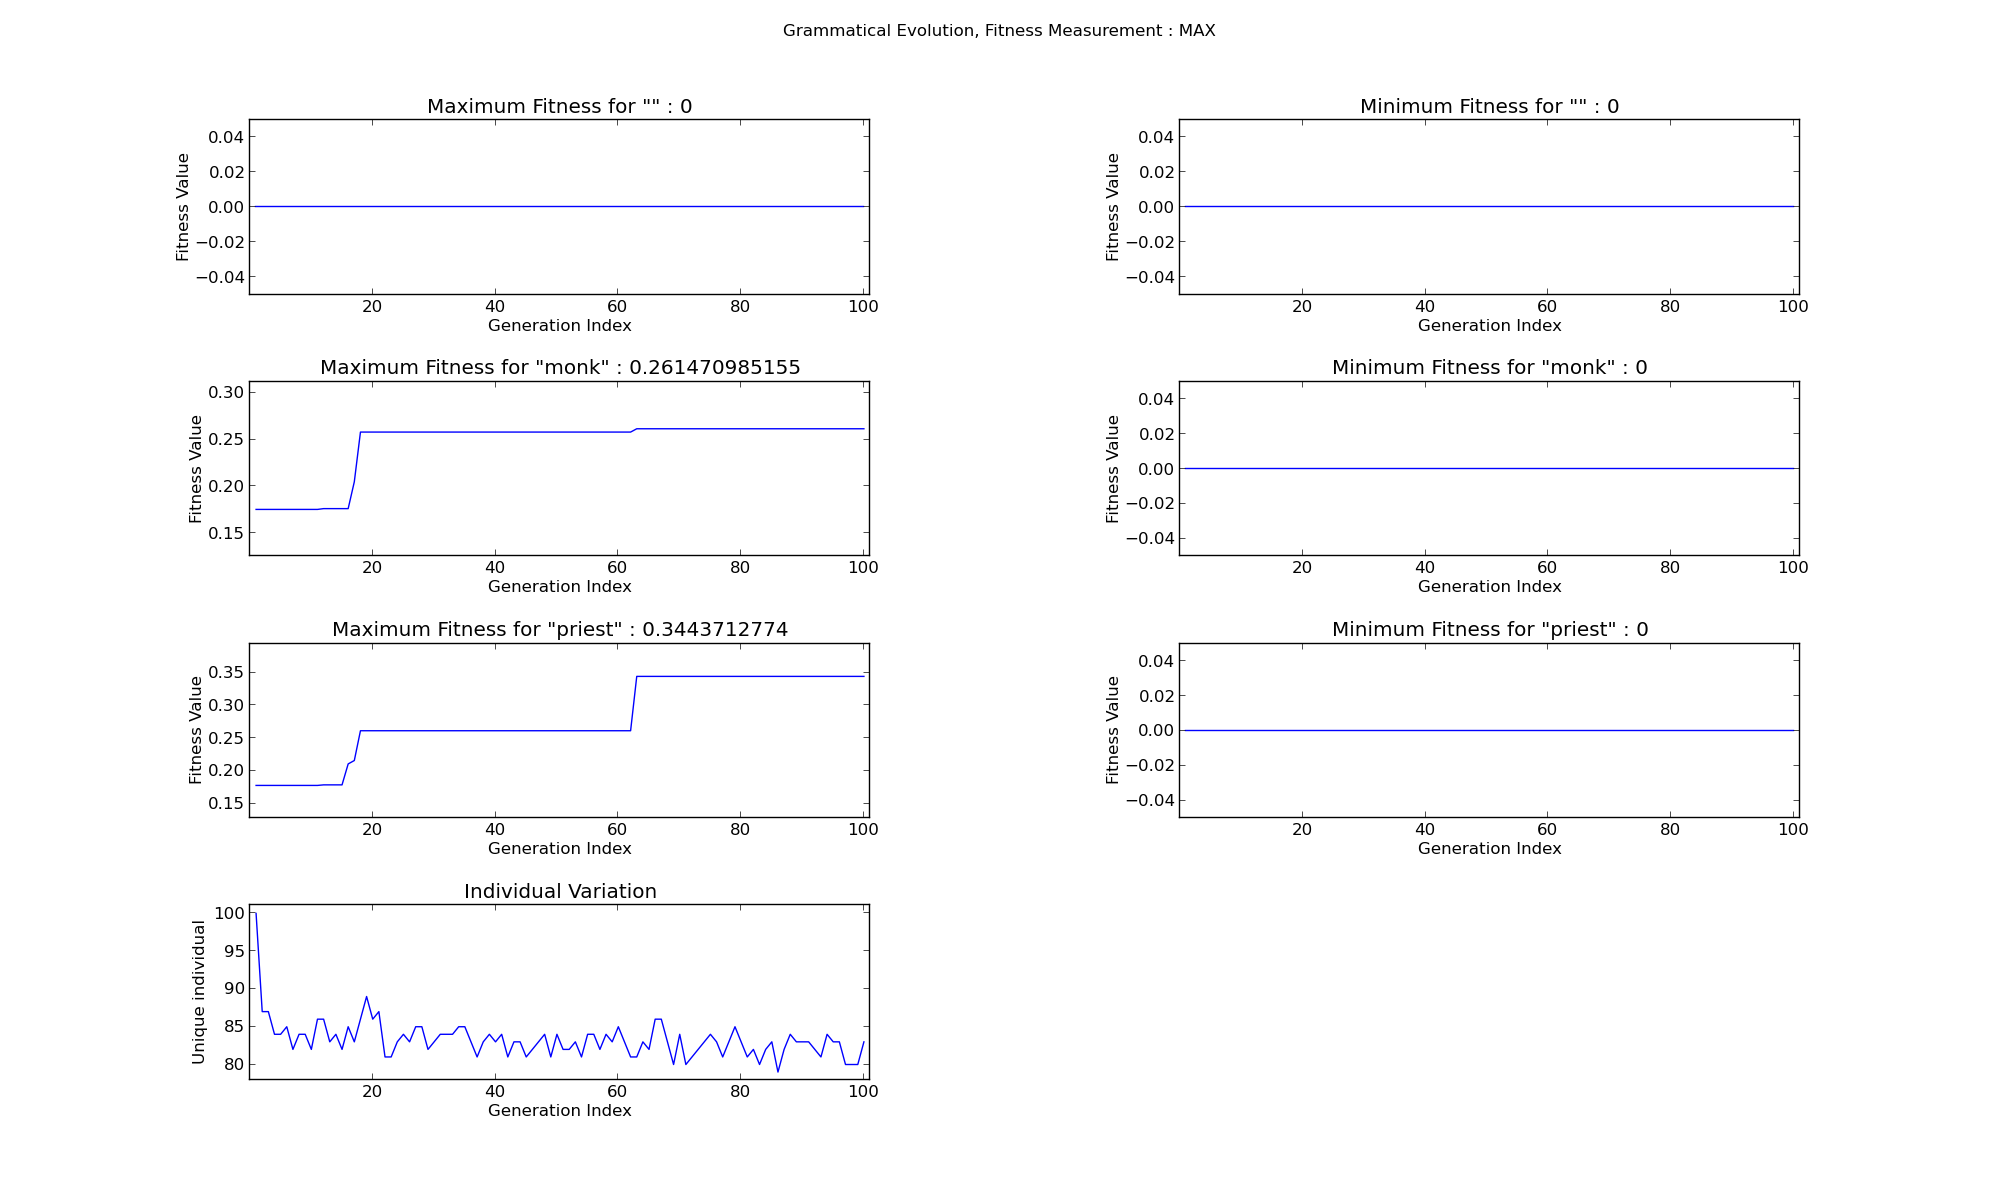 Grammatical Evolution, Fitness Measurement : MAX
Maximum Fitness for "" : 0
Fitness Value
0.04
0.02
0.00
−0.02
−0.04
20 40 60 80 100
Generation Index
Minimum Fitness for "" : 0
Fitness Value
0.04
0.02
0.00
−0.02
−0.04
20 40 60 80 100
Generation Index
Maximum Fitness for "monk" : 0.261470985155
Fitness Value
0.30
0.25
0.20
0.15
20 40 60 80 100
Generation Index
Minimum Fitness for "monk" : 0
Fitness Value
0.04
0.02
0.00
−0.02
−0.04
20 40 60 80 100
Generation Index
Maximum Fitness for "priest" : 0.3443712774
Fitness Value
0.35
0.30
0.25
0.20
0.15
20 40 60 80 100
Generation Index
Minimum Fitness for "priest" : 0
Fitness Value
0.04
0.02
0.00
−0.02
−0.04
20 40 60 80 100
Generation Index
Individual Variation
Unique individual
100
95
90
85
80
20 40 60 80 100
Generation Index